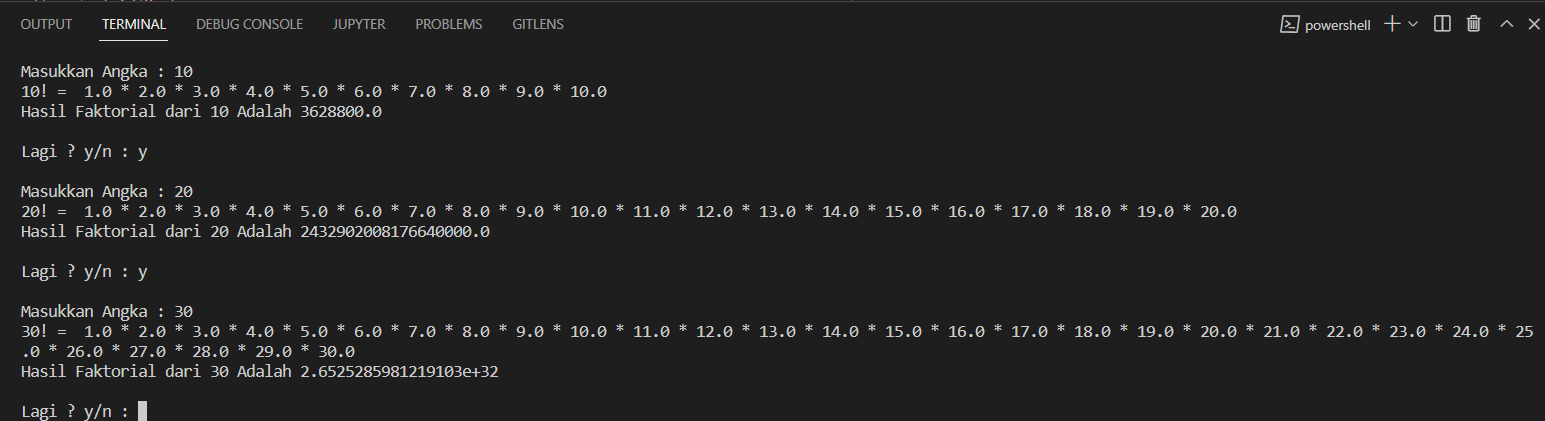 OUTPUT TERMINAL DEBUG CONSOLE JUPYTER PROBLEMS GITLENS powershell
Masukkan Angka : 10
10! =  1.0 * 2.0 * 3.0 * 4.0 * 5.0 * 6.0 * 7.0 * 8.0 * 9.0 * 10.0
Hasil Faktorial dari 10 Adalah 3628800.0
Lagi ? y/n : y
Masukkan Angka : 20
20! =  1.0 * 2.0 * 3.0 * 4.0 * 5.0 * 6.0 * 7.0 * 8.0 * 9.0 * 10.0 * 11.0 * 12.0 * 13.0 * 14.0 * 15.0 * 16.0 * 17.0 * 18.0 * 19.0 * 20.0
Hasil Faktorial dari 20 Adalah 2432902008176640000.0
Lagi ? y/n : y
Masukkan Angka : 30
30! =  1.0 * 2.0 * 3.0 * 4.0 * 5.0 * 6.0 * 7.0 * 8.0 * 9.0 * 10.0 * 11.0 * 12.0 * 13.0 * 14.0 * 15.0 * 16.0 * 17.0 * 18.0 * 19.0 * 20.0 * 21.0 * 22.0 * 23.0 * 24.0 * 25
.0 * 26.0 * 27.0 * 28.0 * 29.0 * 30.0
Hasil Faktorial dari 30 Adalah 2.6525285981219103e+32
Lagi ? y/n :